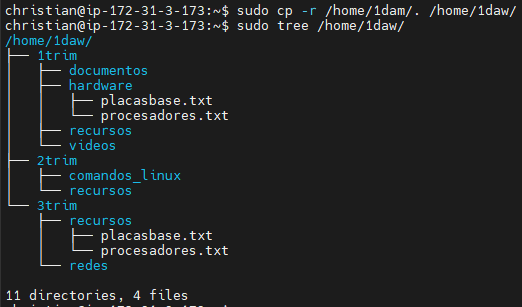 christian@ip-172-31-3-173:~$ sudo cp -r /home/1dam/. /home/1daw/
christian@ip-172-31-3-173:~$ sudo tree /home/1daw/
/home/1daw/
├── 1trim
│   ├── documentos
│   ├── hardware
│   │   ├── placasbase.txt
│   │   └── procesadores.txt
│   ├── recursos
│   └── videos
├── 2trim
│   ├── comandos_linux
│   └── recursos
└── 3trim
    ├── recursos
    │   ├── placasbase.txt
    │   └── procesadores.txt
    └── redes
11 directories, 4 files